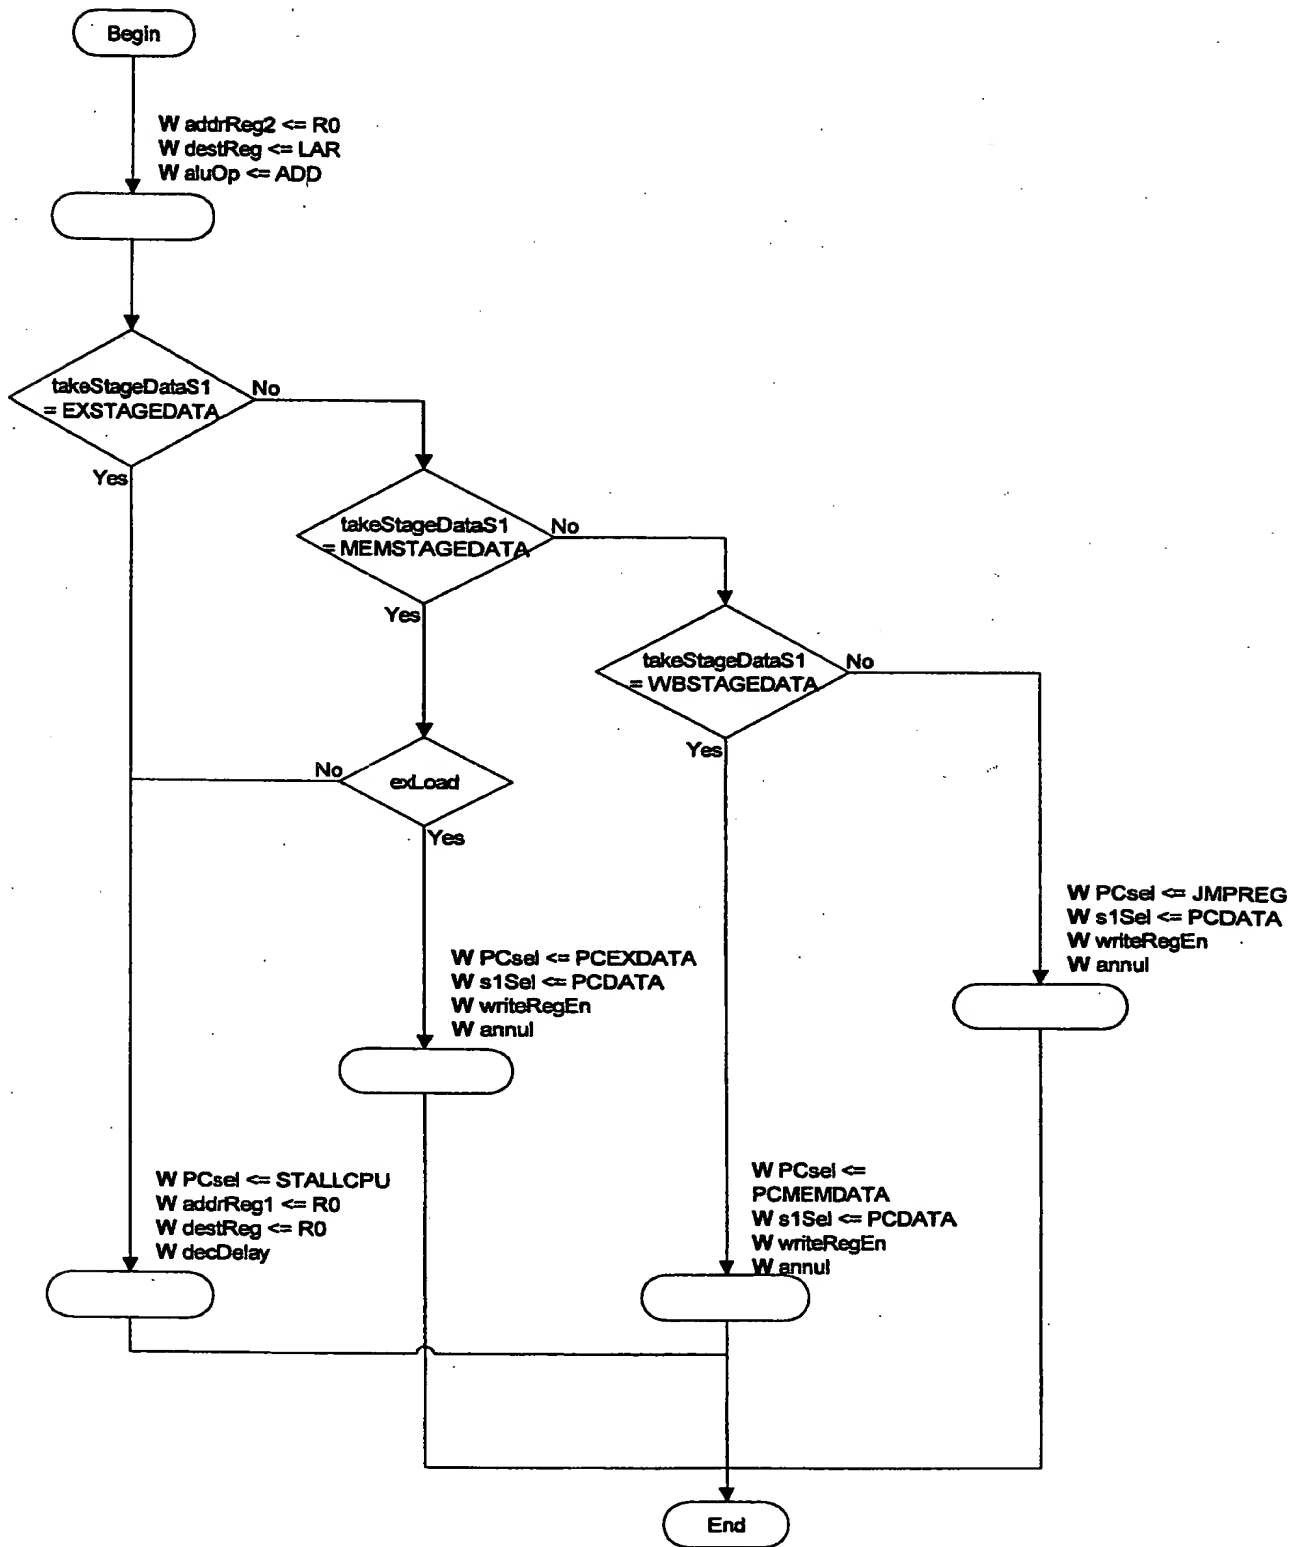 Begin
W addrReg2 <= R0
W destReg <= LAR
W aluOp <= ADD
takeStageDataS1
= EXSTAGEDATA
No
Yes
takeStageDataS1
= MEMSTAGEDATA
No
Yes
takeStageDataS1
= WBSTAGEDATA
No
Yes
exLoad
No
Yes
W PCsel <= JMPREG
W s1Sel <= PCDATA
W writeRegEn
W annul
W PCsel <= PCEXDATA
W s1Sel <= PCDATA
W writeRegEn
W annul
W PCsel <= STALLCPU
W addrReg1 <= R0
W destReg <= R0
W decDelay
W PCsel <=
PCMEMDATA
W s1Sel <= PCDATA
W writeRegEn
W annul
End